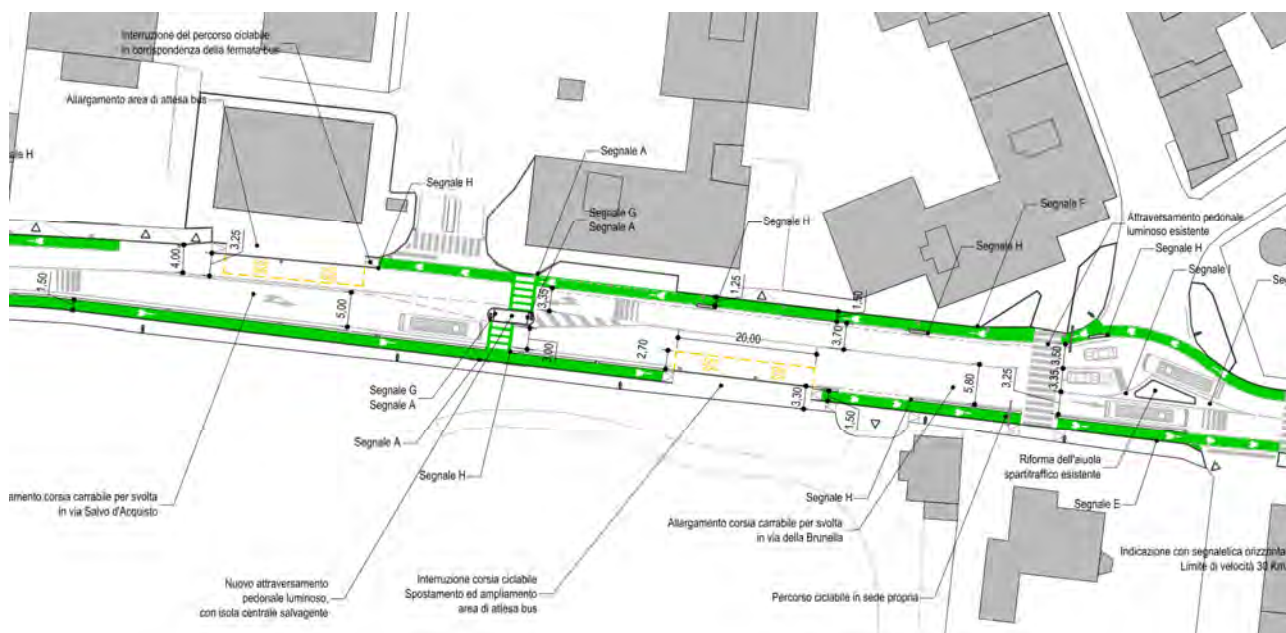 Interruzione del percorso ciclabile
in corrispondenza della fermata bus
Allargamento area di attesa bus
Segnale A
Segnale H
Segnale G
Segnale A
Segnale H
Segnale F
Attraversamento pedonale
luminoso esistente
Segnale H
Segnale H
Segnale I
3,25
4,00
1,50
5,00
3,35
3,00
1,25
1,50
3,70
20,00
2,70
3,30
1,50
5,80
3,25
3,50
3,35
Segnale G
Segnale A
Segnale A
Segnale H
Segnale H
Riforma dell'aiuola
spartitraffico esistente
Segnale E
amento corsia carrabile per svolta
in via Salvo d'Acquisto
Allargamento corsia carrabile per svolta
in via della Brunella
Indicazione con segnaletica orizzonta
Limite di velocità 30 Km
Nuovo attraversamento
pedonale luminoso,
con isola centrale salvagente
Interruzione corsia ciclabile
Spostamento ed ampliamento
area di attesa bus
Percorso ciclabile in sede propria